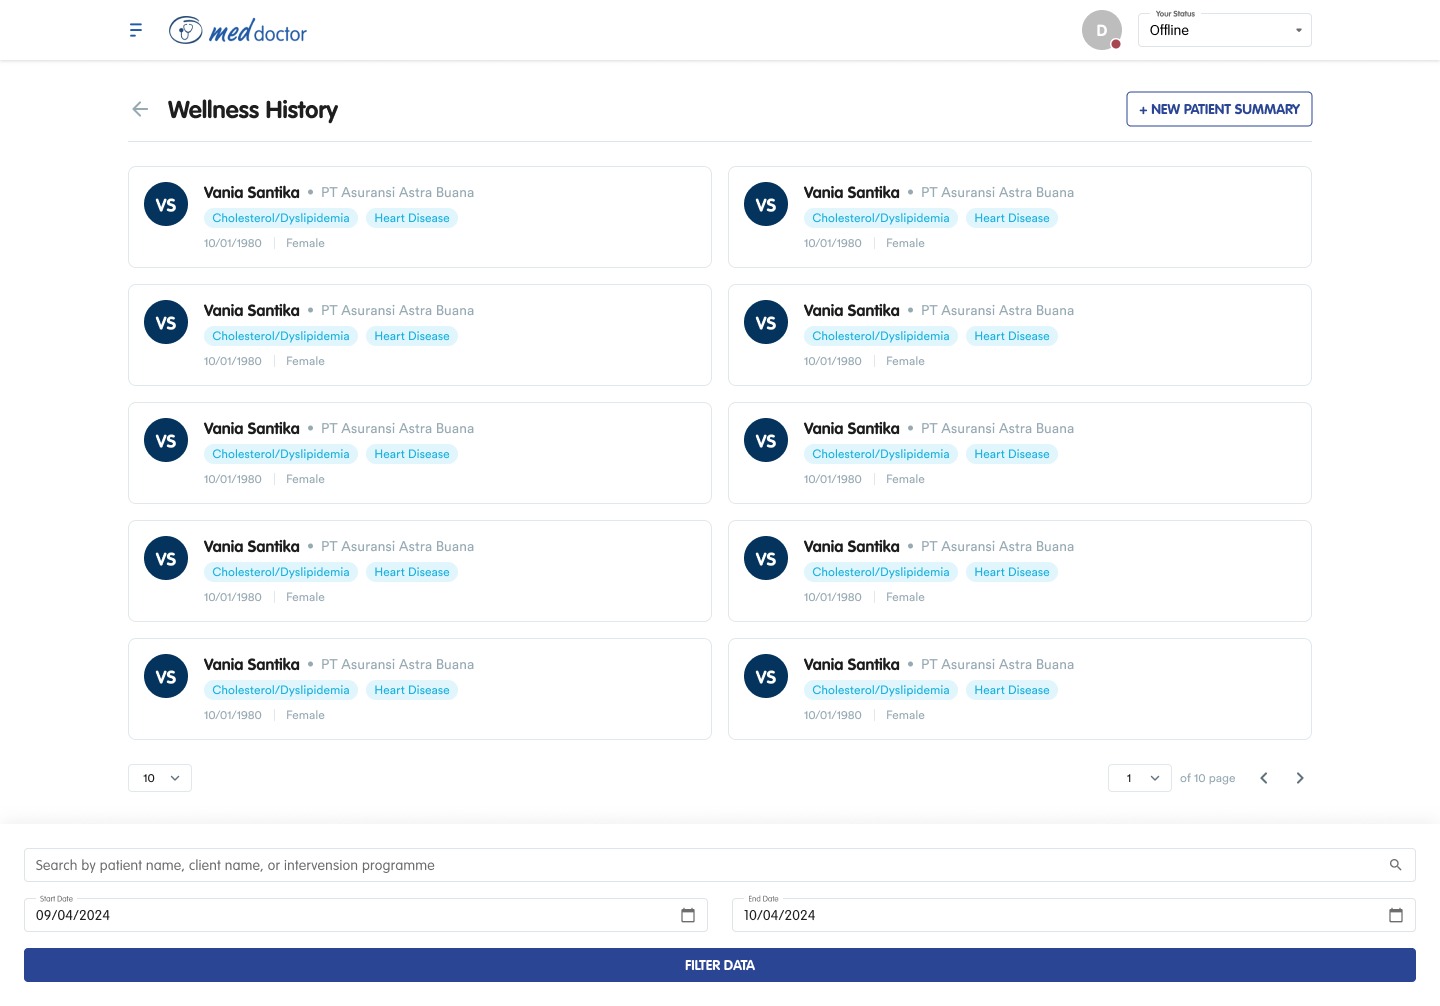 med doctor
D
Your Status
Offline
Wellness History
+ NEW PATIENT SUMMARY
VS
Vania Santika • PT Asuransi Astra Buana
Cholesterol/Dyslipidemia Heart Disease
10/01/1980 Female
VS
Vania Santika • PT Asuransi Astra Buana
Cholesterol/Dyslipidemia Heart Disease
10/01/1980 Female
VS
Vania Santika • PT Asuransi Astra Buana
Cholesterol/Dyslipidemia Heart Disease
10/01/1980 Female
VS
Vania Santika • PT Asuransi Astra Buana
Cholesterol/Dyslipidemia Heart Disease
10/01/1980 Female
VS
Vania Santika • PT Asuransi Astra Buana
Cholesterol/Dyslipidemia Heart Disease
10/01/1980 Female
VS
Vania Santika • PT Asuransi Astra Buana
Cholesterol/Dyslipidemia Heart Disease
10/01/1980 Female
VS
Vania Santika • PT Asuransi Astra Buana
Cholesterol/Dyslipidemia Heart Disease
10/01/1980 Female
VS
Vania Santika • PT Asuransi Astra Buana
Cholesterol/Dyslipidemia Heart Disease
10/01/1980 Female
VS
Vania Santika • PT Asuransi Astra Buana
Cholesterol/Dyslipidemia Heart Disease
10/01/1980 Female
VS
Vania Santika • PT Asuransi Astra Buana
Cholesterol/Dyslipidemia Heart Disease
10/01/1980 Female
10
1 of 10 page
Search by patient name, client name, or intervension programme
Start Date
09/04/2024
End Date
10/04/2024
FILTER DATA